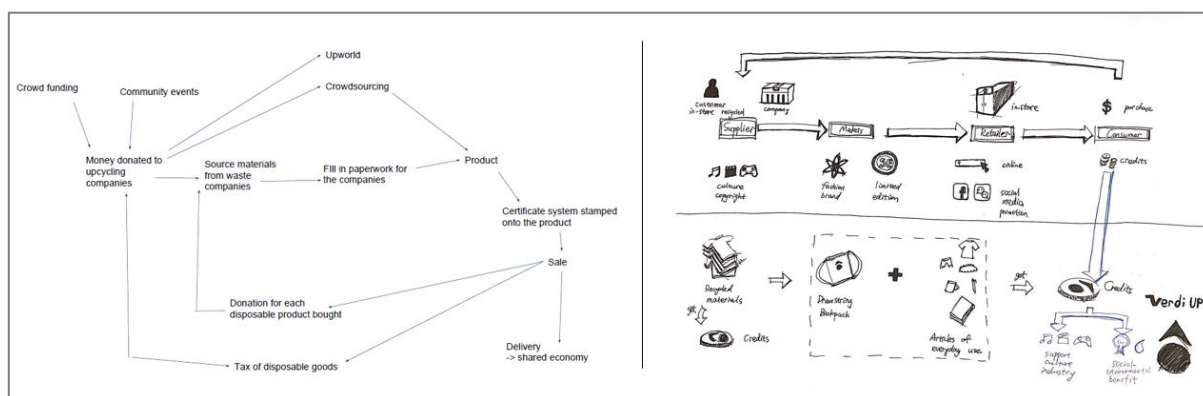 Upworld
Crowd funding
Community events
Crowdsourcing
Money donated to
upcycling
companies
Source materials
from waste
companies
Fill in paperwork for
the companies
Product
Certificate system stamped
onto the product
Sale
Donation for each
disposable product bought
Delivery
-> shared economy
Tax of disposable goods
customer
in-store recycled
company
in-store
$ purchase
Supplier
Makers
Retailer
Consumer
culture
copyright
fashion
brand
limited
edition
online
social
media
promotion
credits
Recycled
materials
get
Credits
Drawstring
Backpack
+
Articles of
everyday use
get
Credits
Verdi UP
support
culture
industry
social-
environmental
benefit